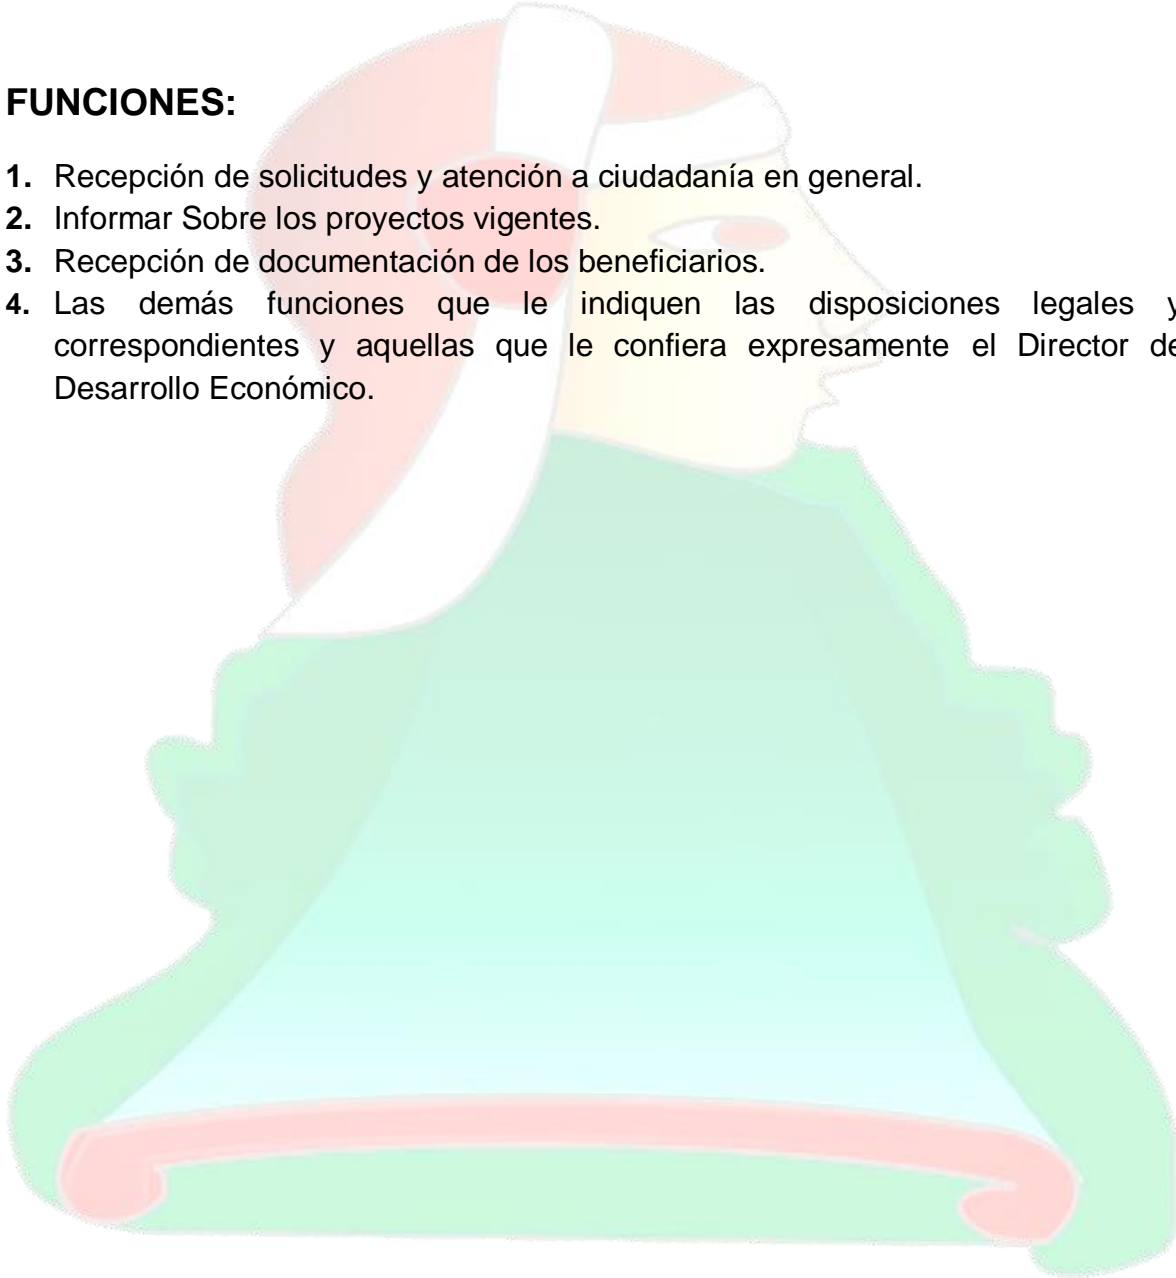 FUNCIONES:
1. Recepción de solicitudes y atención a ciudadanía en general.
2. Informar Sobre los proyectos vigentes.
3. Recepción de documentación de los beneficiarios.
4. Las demás funciones que le indiquen las disposiciones legales y
correspondientes y aquellas que le confiera expresamente el Director de
Desarrollo Económico.